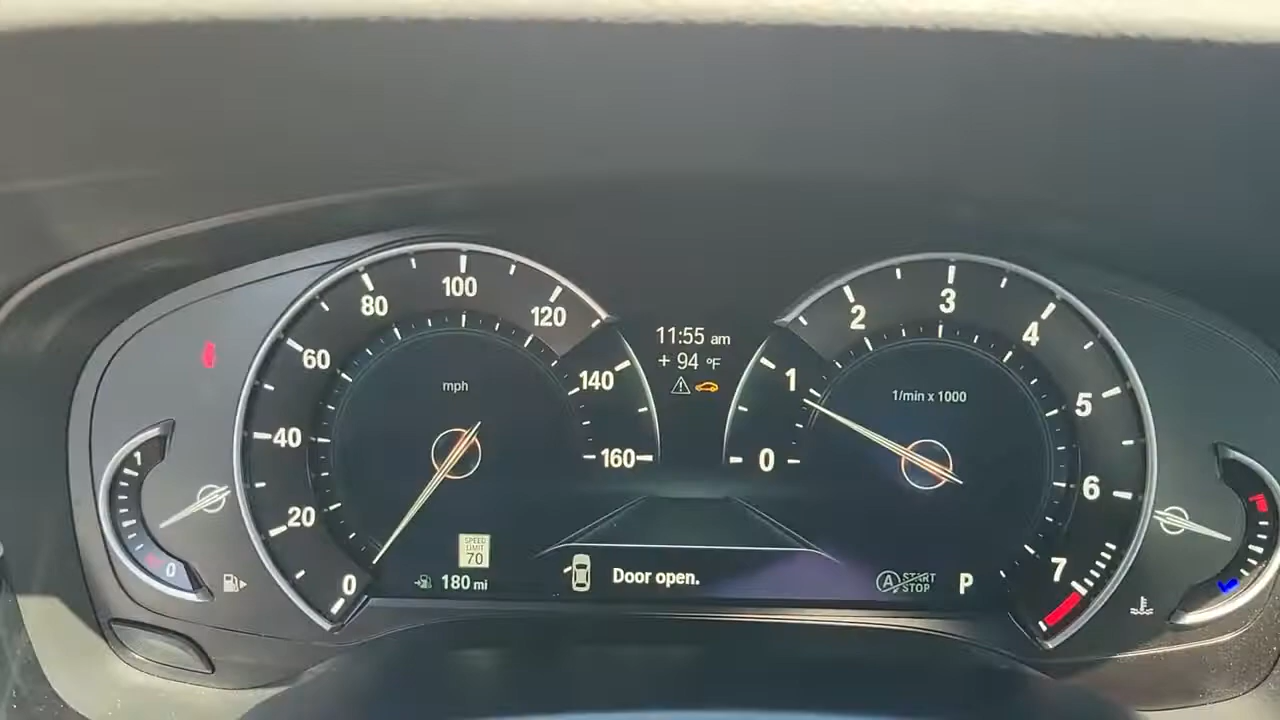 100
80
120
60
140
40
160
20
0
mph
SPEED
LIMIT
70
180 mi
1
0
11:55 am
+ 94 °F
Door open.
3
2
4
1
5
0
6
7
1/min x 1000
A START
STOP
P